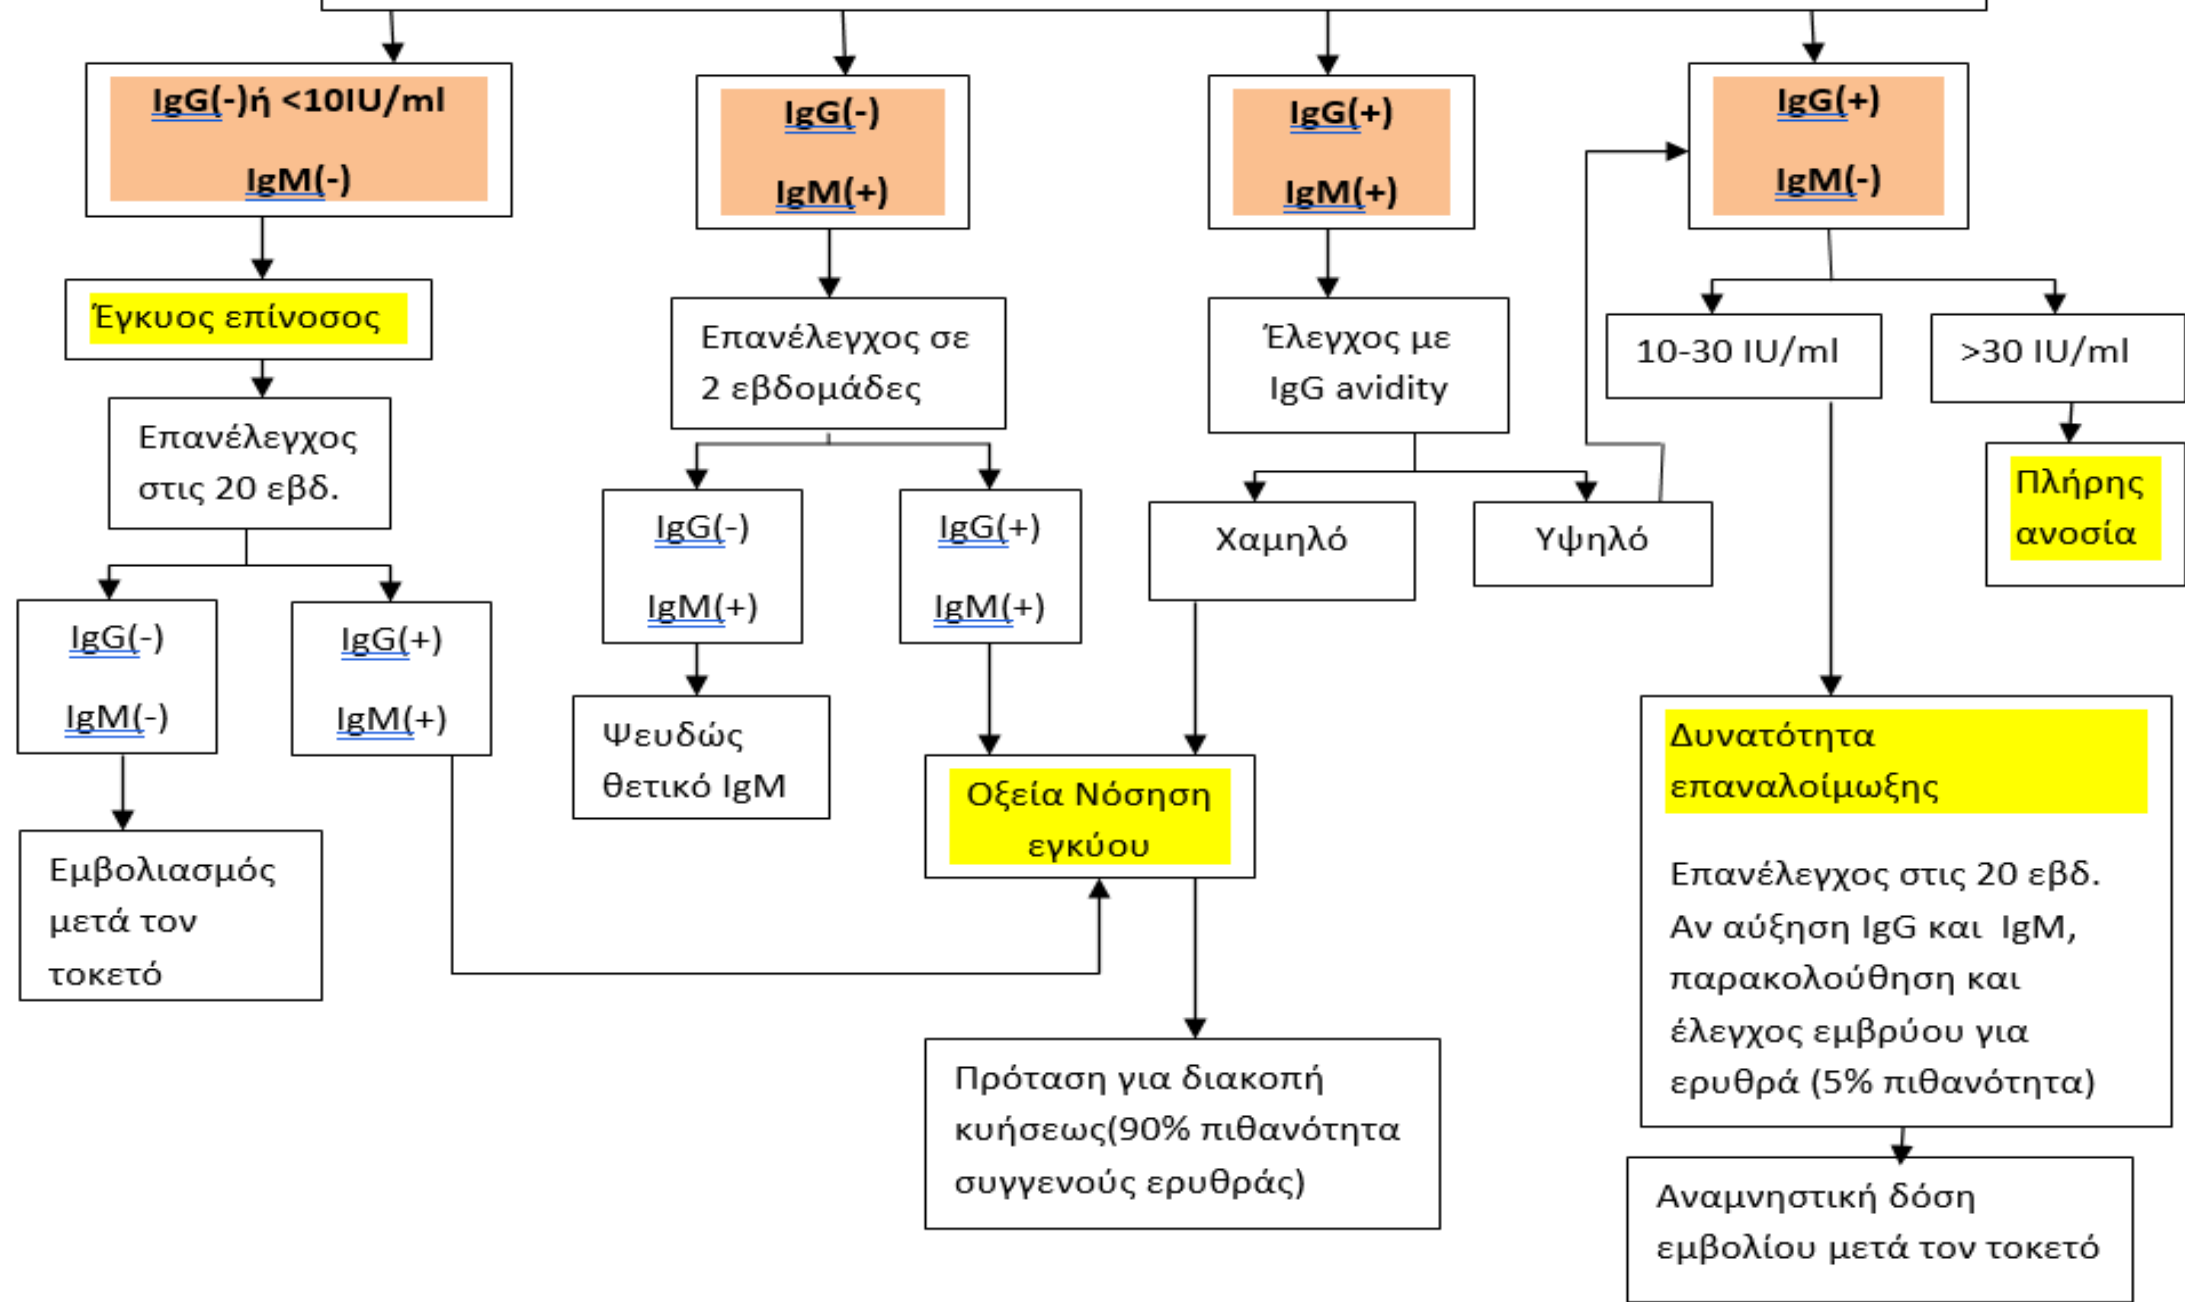 IgG(-)ή <10IU/ml
IgM(-)
IgG(-)
IgM(+)
IgG(+)
IgM(+)
IgG(+)
IgM(-)
Έγκυος επίνοσος
Επανέλεγχος σε
2 εβδομάδες
Έλεγχος με
IgG avidity
10-30 IU/ml
>30 IU/ml
Επανέλεγχος
στις 20 εβδ.
IgG(-)
IgM(+)
IgG(+)
IgM(+)
Χαμηλό
Υψηλό
Πλήρης
ανοσία
IgG(-)
IgM(-)
IgG(+)
IgM(+)
Ψευδώς
θετικό IgM
Οξεία Νόσηση
εγκύου
Δυνατότητα
επαναλοίμωξης
Επανέλεγχος στις 20 εβδ.
Αν αύξηση IgG και IgM,
παρακολούθηση και
έλεγχος εμβρύου για
ερυθρά (5% πιθανότητα)
Εμβολιασμός
μετά τον
τοκετό
Πρόταση για διακοπή
κυήσεως(90% πιθανότητα
συγγενούς ερυθράς)
Αναμνηστική δόση
εμβολίου μετά τον τοκετό